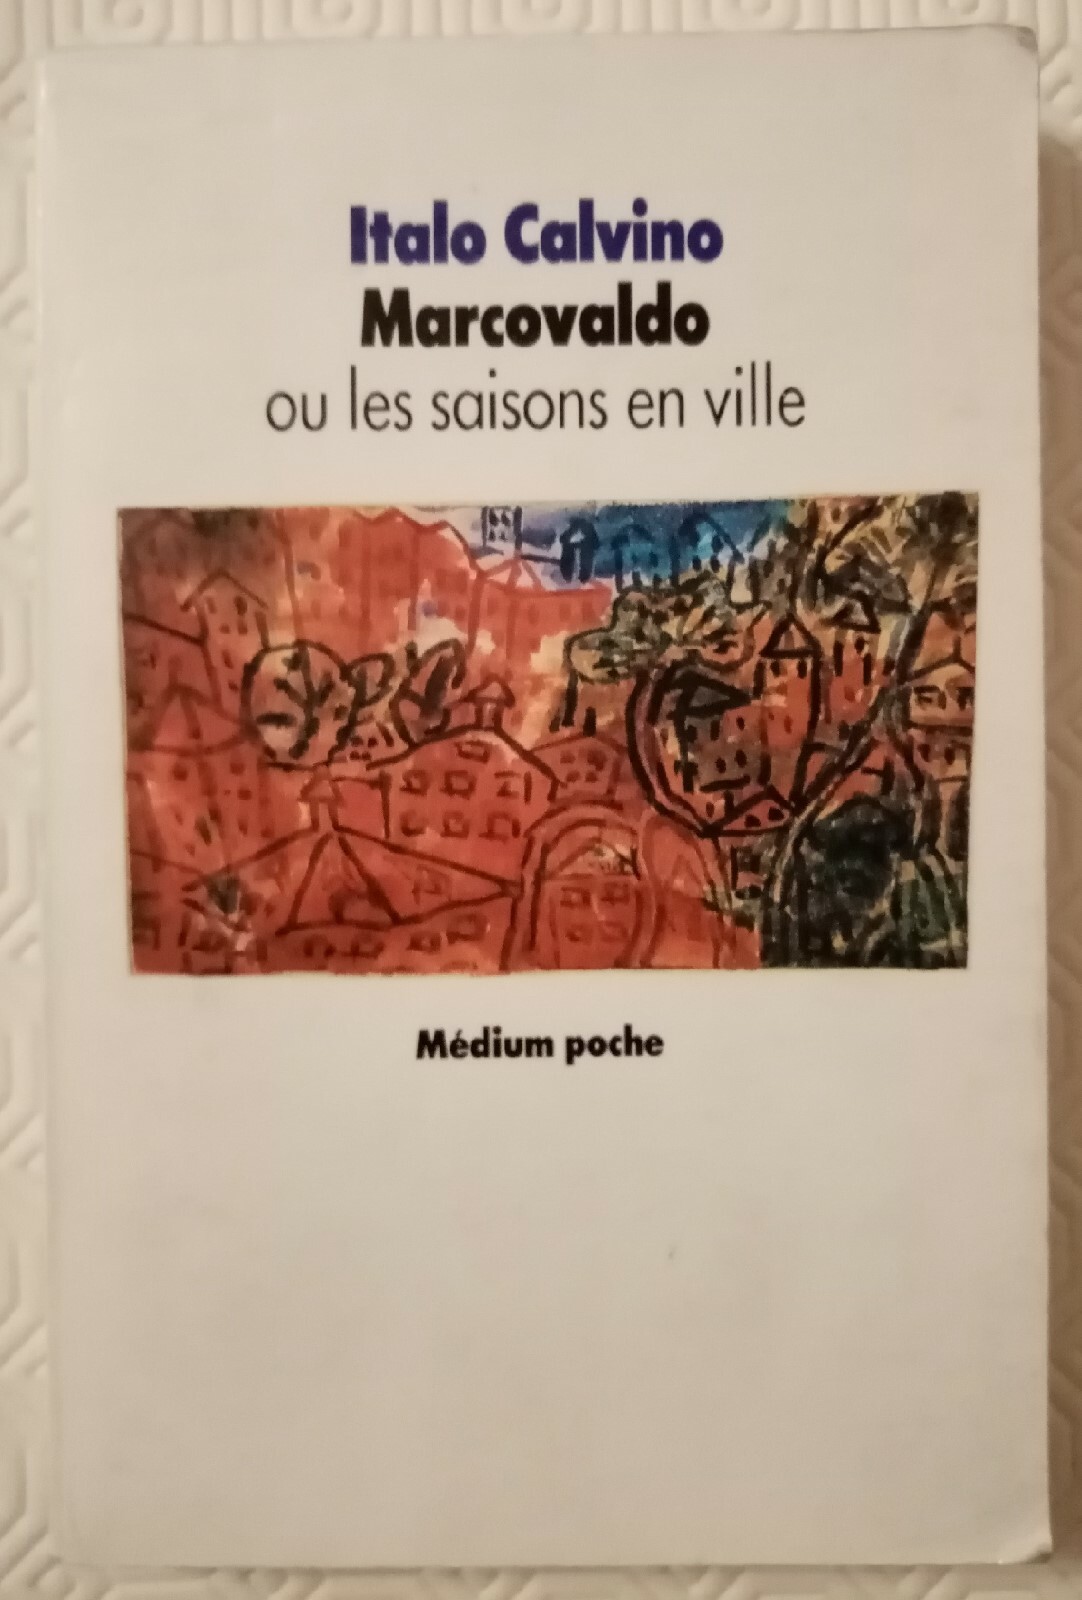 Italo Calvino
Marcovaldo
ou les saisons en ville
Médium poche